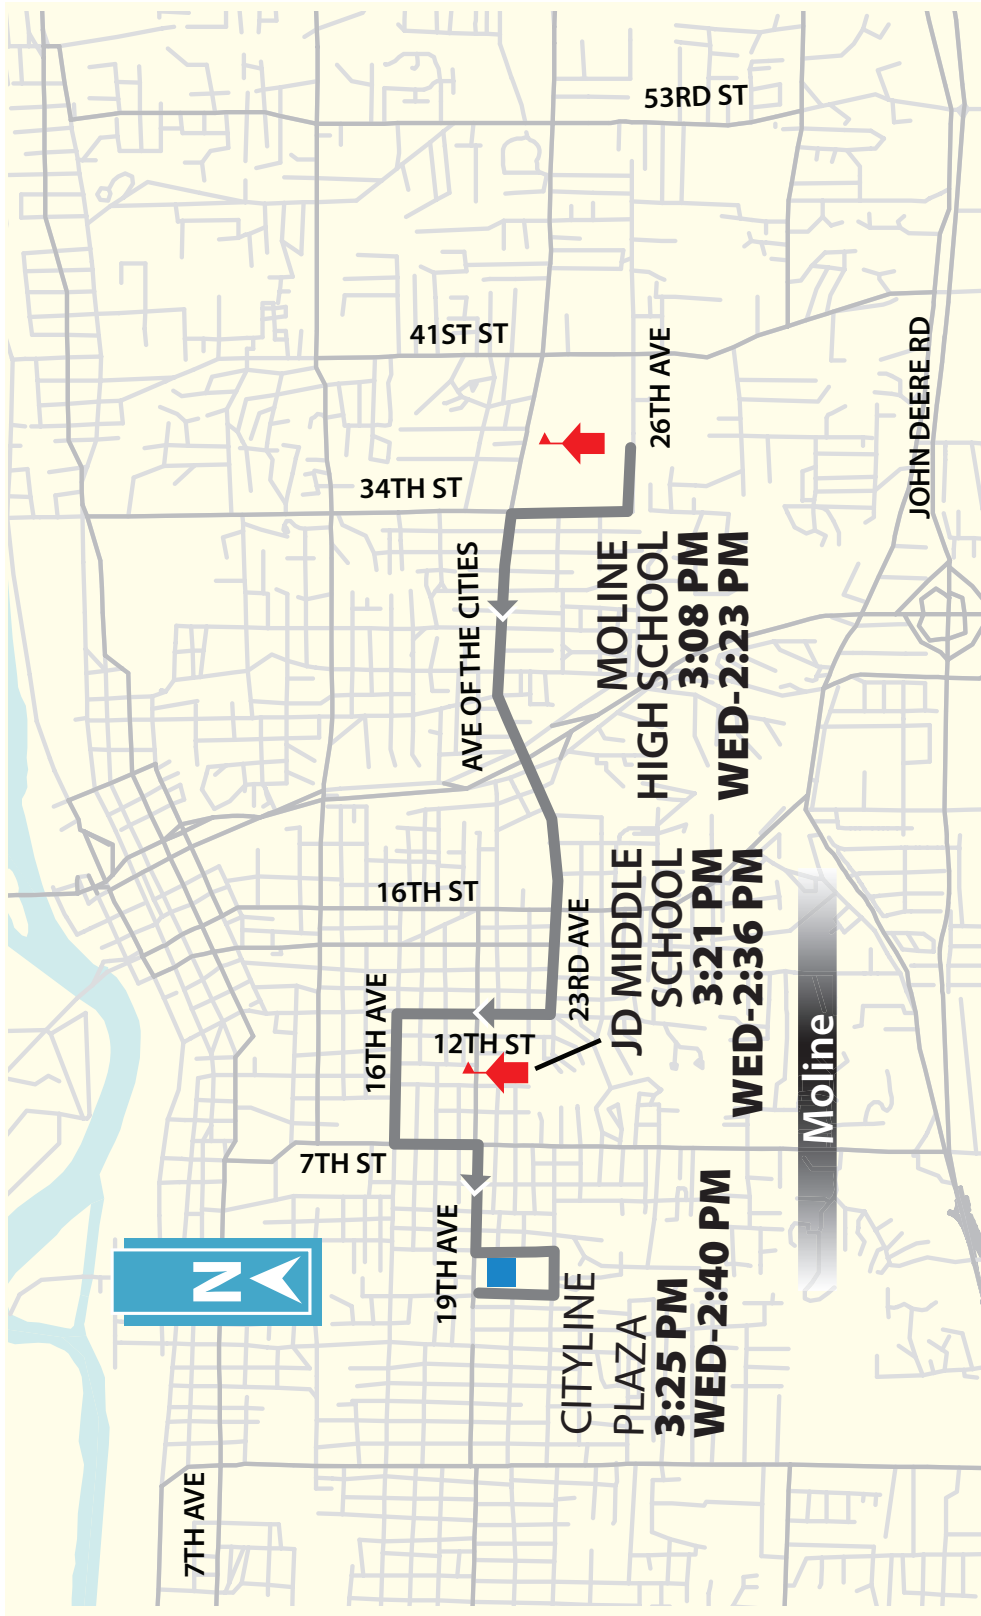 53RD ST
41ST ST
26TH AVE
JOHN DEERE RD
34TH ST
AVE OF THE CITIES
MOLINE
HIGH SCHOOL
3:08 PM
WED-2:23 PM
16TH ST
23RD AVE
JD MIDDLE
SCHOOL
3:21 PM
WED-2:36 PM
16TH AVE
12TH ST
Moline
7TH ST
19TH AVE
N
CITYLINE
PLAZA
3:25 PM
WED-2:40 PM
7TH AVE